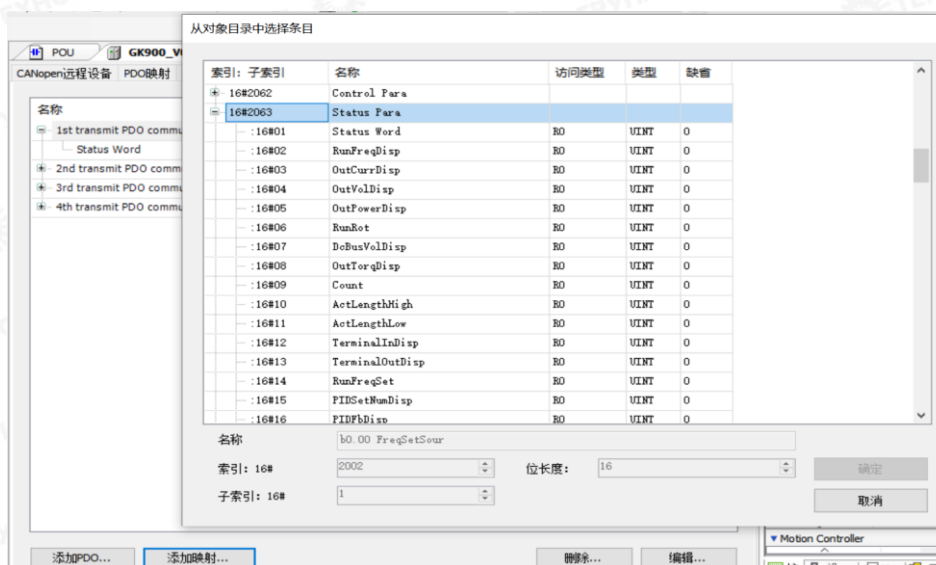 从对象目录中选择条目
POU GK900_V
CANopen远程设备 PDO映射
名称
1st transmit PDO commu
Status Word
2nd transmit PDO commu
3rd transmit PDO commu
4th transmit PDO commu
索引: 子索引 名称 访问类型 类型 缺省
16#2062 Control Para
16#2063 Status Para
:16#01 Status Word RO UINT 0
:16#02 RunFreqDisp RO UINT 0
:16#03 OutCurrDisp RO UINT 0
:16#04 OutVolDisp RO UINT 0
:16#05 OutPowerDisp RO UINT 0
:16#06 RunRot RO UINT 0
:16#07 DcBusVolDisp RO UINT 0
:16#08 OutTorqDisp RO UINT 0
:16#09 Count RO UINT 0
:16#10 ActLengthHigh RO UINT 0
:16#11 ActLengthLow RO UINT 0
:16#12 TerminalInDisp RO UINT 0
:16#13 TerminalOutDisp RO UINT 0
:16#14 RunFreqSet RO UINT 0
:16#15 PIDSetNumDisp RO UINT 0
:16#16 PIDFbDisp RO UINT 0
名称 b0.00 FreqSetSour
索引: 16# 2002 位长度: 16 确定
子索引: 16# 1 取消
添加PDO... 添加映射... 删除... 编辑...
Motion Controller